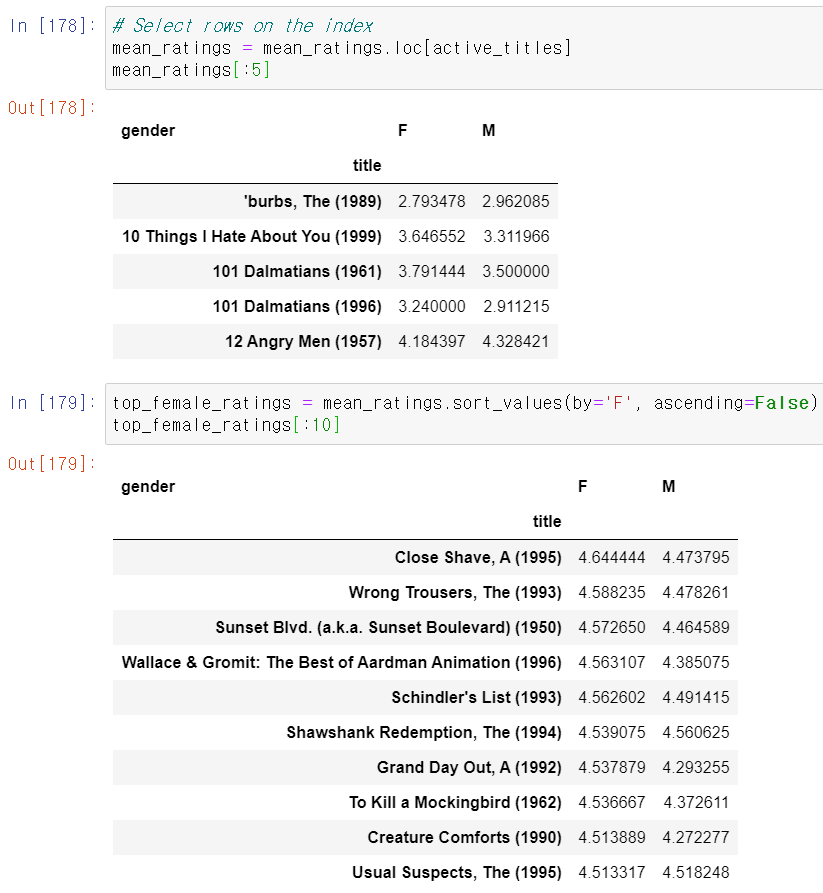 In [178]: # Select rows on the index
mean_ratings = mean_ratings.loc[active_titles]
mean_ratings[:5]
Out[178]:
gender F M
title
'burbs, The (1989) 2.793478 2.962085
10 Things I Hate About You (1999) 3.646552 3.311966
101 Dalmatians (1961) 3.791444 3.500000
101 Dalmatians (1996) 3.240000 2.911215
12 Angry Men (1957) 4.184397 4.328421
In [179]: top_female_ratings = mean_ratings.sort_values(by='F', ascending=False)
top_female_ratings[:10]
Out[179]:
gender F M
title
Close Shave, A (1995) 4.644444 4.473795
Wrong Trousers, The (1993) 4.588235 4.478261
Sunset Blvd. (a.k.a. Sunset Boulevard) (1950) 4.572650 4.464589
Wallace & Gromit: The Best of Aardman Animation (1996) 4.563107 4.385075
Schindler's List (1993) 4.562602 4.491415
Shawshank Redemption, The (1994) 4.539075 4.560625
Grand Day Out, A (1992) 4.537879 4.293255
To Kill a Mockingbird (1962) 4.536667 4.372611
Creature Comforts (1990) 4.513889 4.272277
Usual Suspects, The (1995) 4.513317 4.518248